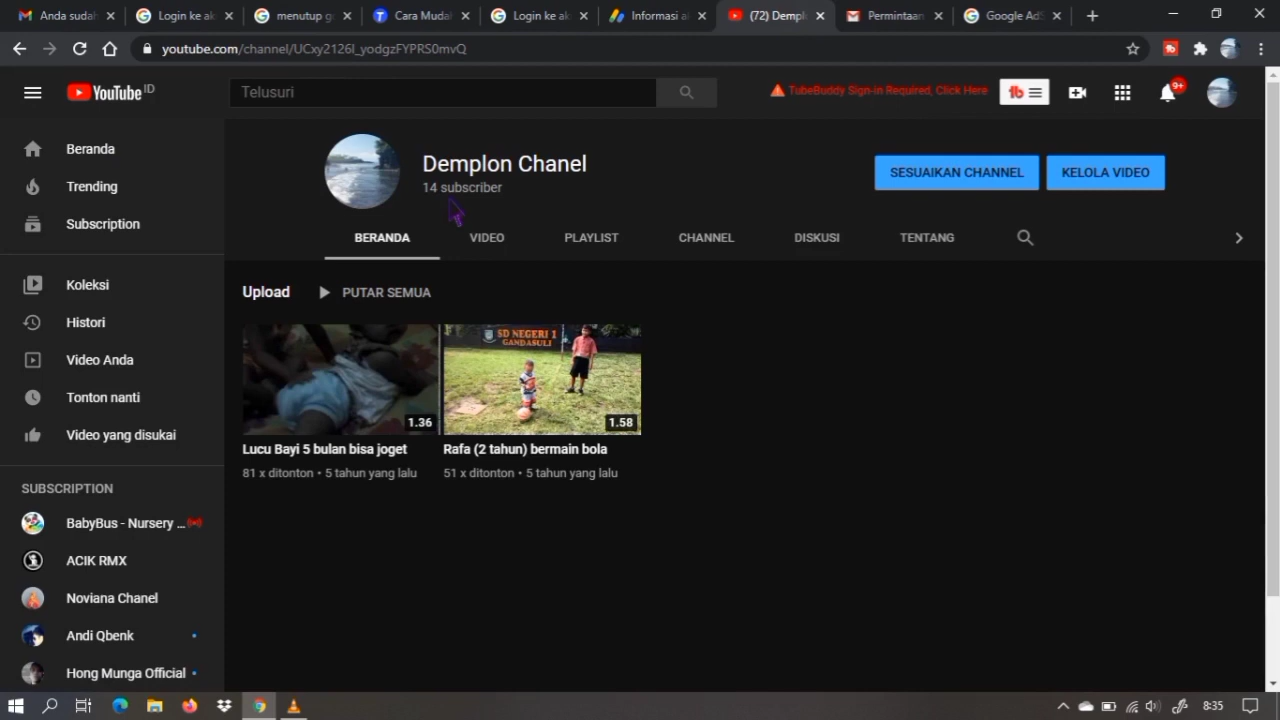 Anda sudah
Login ke ak
menutup g
Cara Mudah
Login ke ak
Informasi a
(72) Demplo
Permintaan
Google AdS
youtube.com/channel/UCxy2126I_yodgzFYPRS0mvQ
YouTube ID
Telusuri
TubeBuddy Sign-in Required, Click Here
tb
9+
Beranda
Trending
Subscription
Koleksi
Histori
Video Anda
Tonton nanti
Video yang disukai
SUBSCRIPTION
BabyBus - Nursery ...
ACIK RMX
Noviana Chanel
Andi Qbenk
Hong Munga Official
Demplon Chanel
14 subscriber
SESUAIKAN CHANNEL
KELOLA VIDEO
BERANDA
VIDEO
PLAYLIST
CHANNEL
DISKUSI
TENTANG
Upload
PUTAR SEMUA
1.36
Lucu Bayi 5 bulan bisa joget
81 x ditonton • 5 tahun yang lalu
SD NEGERI 1
GANDASULI
1.58
Rafa (2 tahun) bermain bola
51 x ditonton • 5 tahun yang lalu
8:35